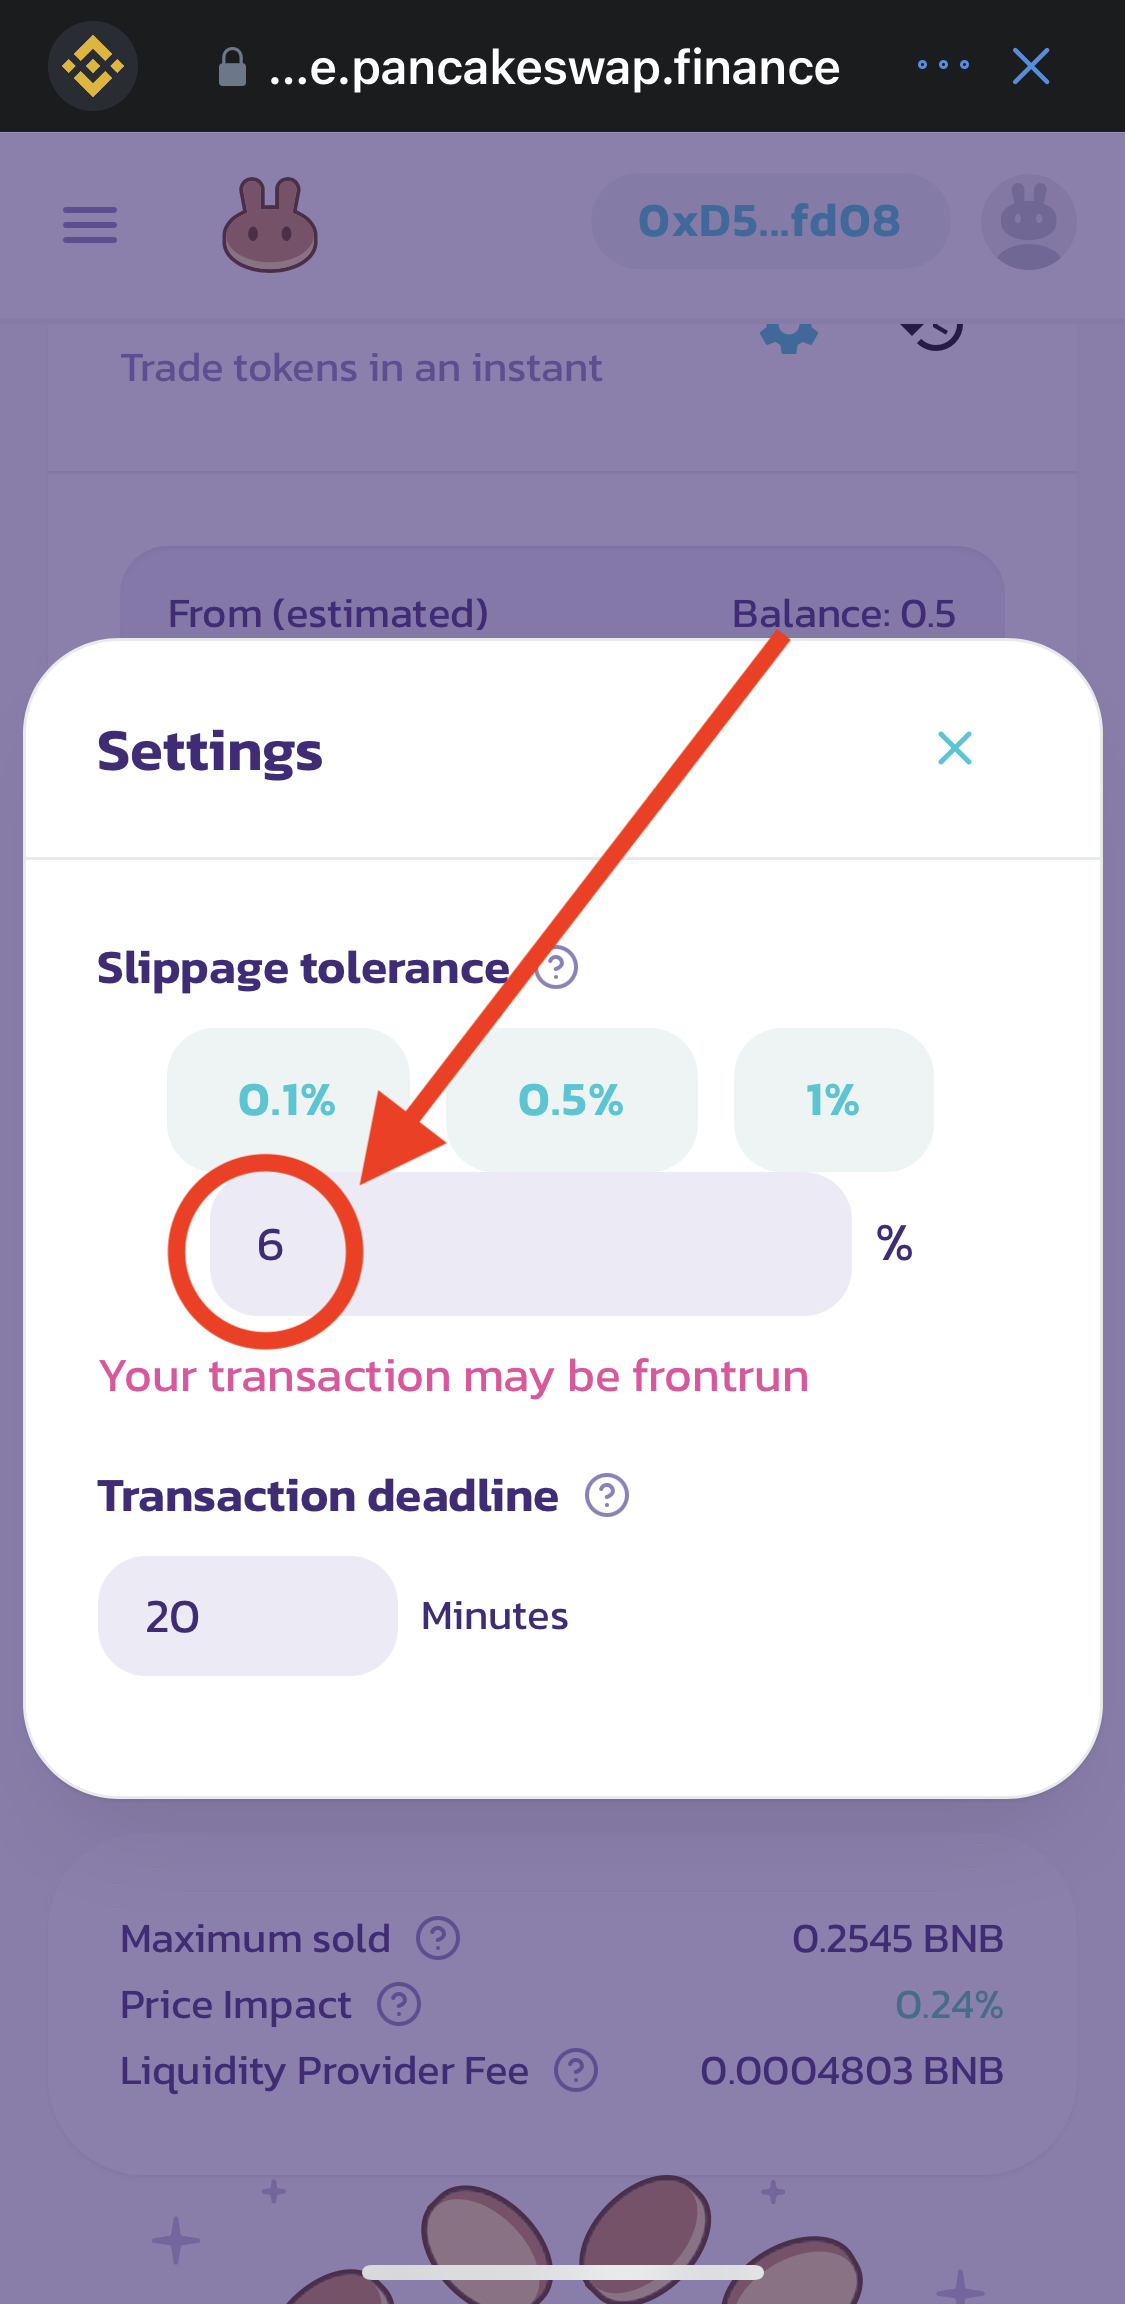 ...e.pancakeswap.finance
0xD5...fd08
Trade tokens in an instant
From (estimated) Balance: 0.5
Settings
Slippage tolerance ?
0.1% 0.5% 1%
6 %
Your transaction may be frontrun
Transaction deadline ?
20 Minutes
Maximum sold ? 0.2545 BNB
Price Impact ? 0.24%
Liquidity Provider Fee ? 0.0004803 BNB